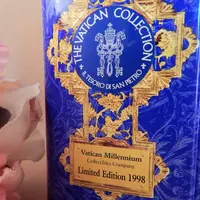 THE VATICAN COLLECTION
IL TESORO DI SAN PIETRO
Vatican Millennium
Collectibles Company
Limited Edition 1998